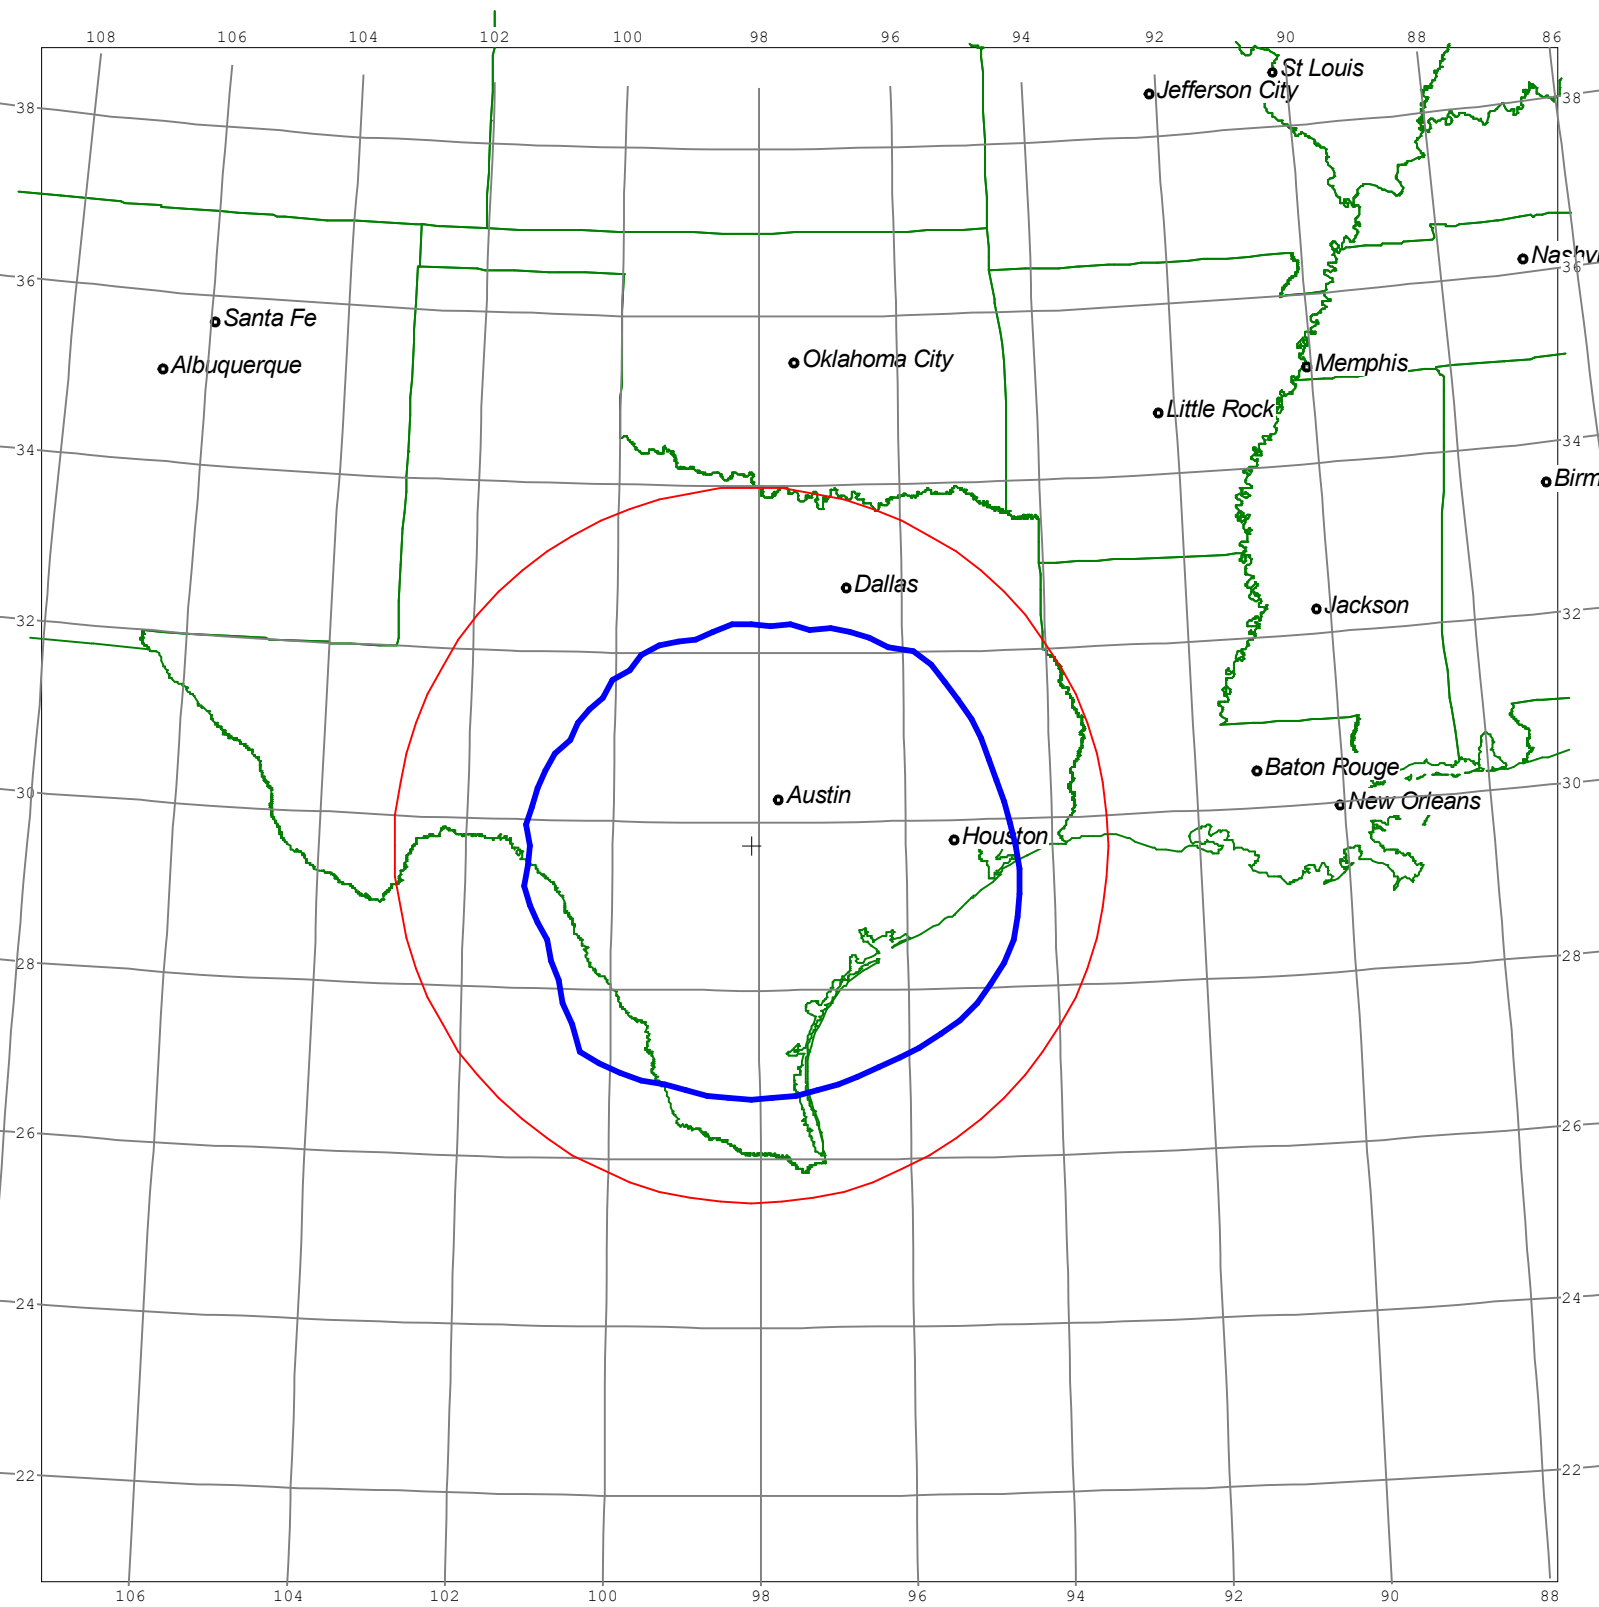 108 106 104 102 100 98 96 94 92 90 88 86
St Louis
Jefferson City
38 38
Nashvi
36 36
Santa Fe
Oklahoma City
Albuquerque
Memphis
Little Rock
34 34
Birm
Dallas
Jackson
32 32
Baton Rouge
30 30
Austin
New Orleans
Houston
28 28
26 26
24 24
22 22
106 104 102 100 98 96 94 92 90 88